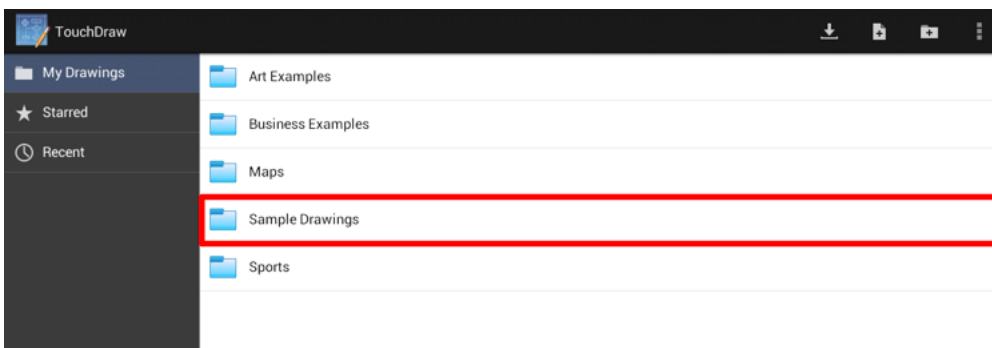 TouchDraw
My Drawings
Starred
Recent
Art Examples
Business Examples
Maps
Sample Drawings
Sports